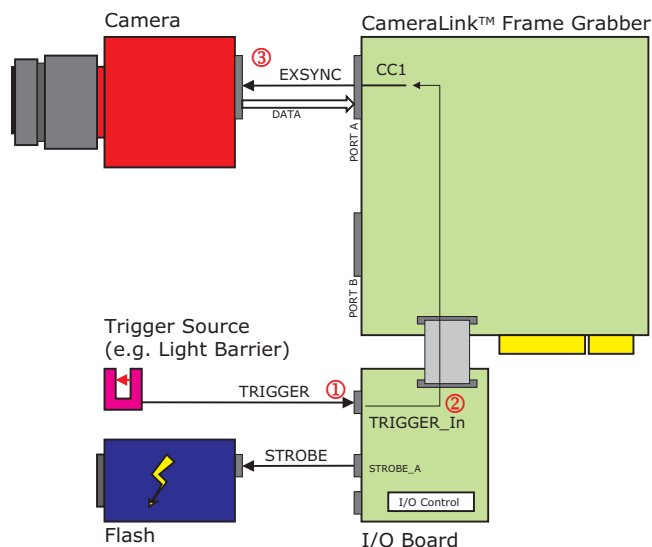 Camera
CameraLink™ Frame Grabber
③
EXSYNC
CC1
DATA
PORT A
PORT B
Trigger Source
(e.g. Light Barrier)
TRIGGER
①
②
TRIGGER_In
STROBE
STROBE_A
I/O Control
Flash
I/O Board